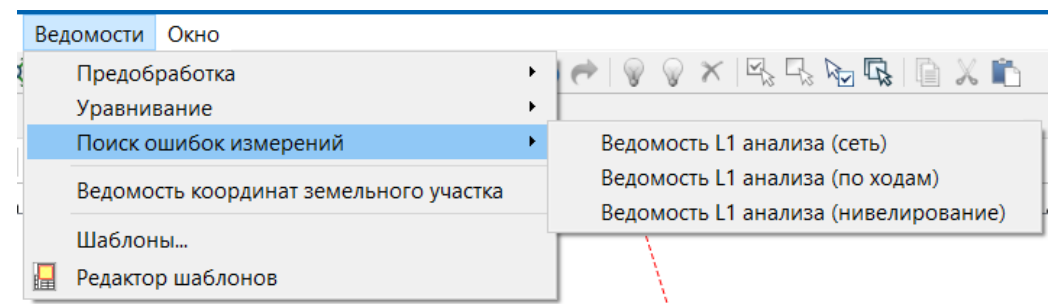 Ведомости Окно
Предобработка
Уравнивание
Поиск ошибок измерений
Ведомость L1 анализа (сеть)
Ведомость L1 анализа (по ходам)
Ведомость L1 анализа (нивелирование)
Ведомость координат земельного участка
Шаблоны...
Редактор шаблонов